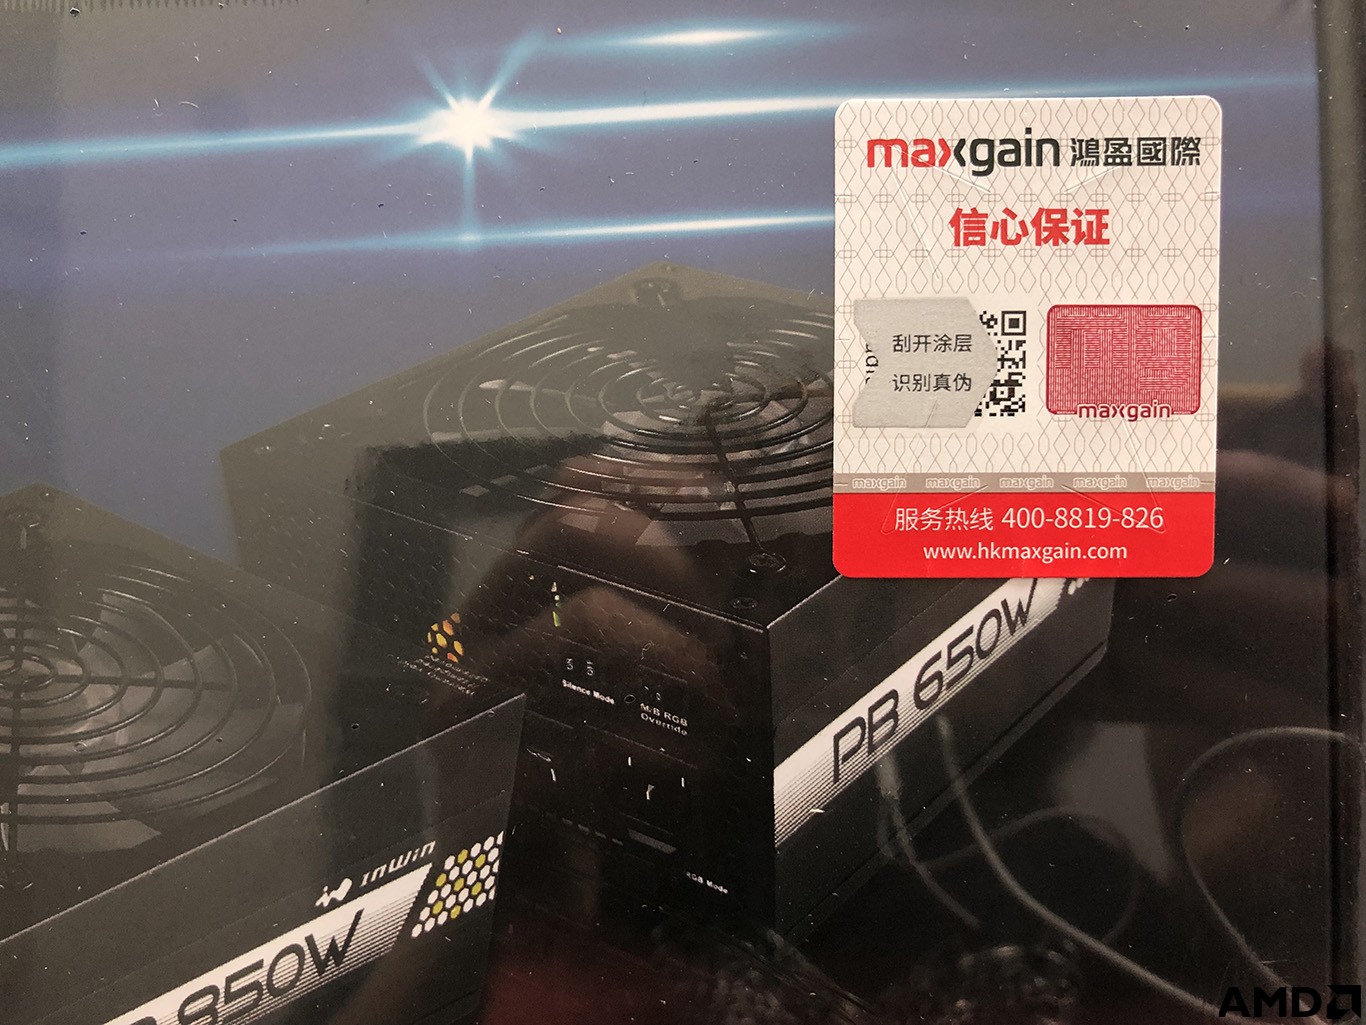 maxgain 鴻盈國際
信心保证
刮开涂层
识别真伪
maxgain
maxgain maxgain maxgain maxgain maxgain
服务热线 400-8819-826
www.hkmaxgain.com
PB 650W
Silence Mode
M/B RGB
Override
RGB Mode
InWin
850W
AMD